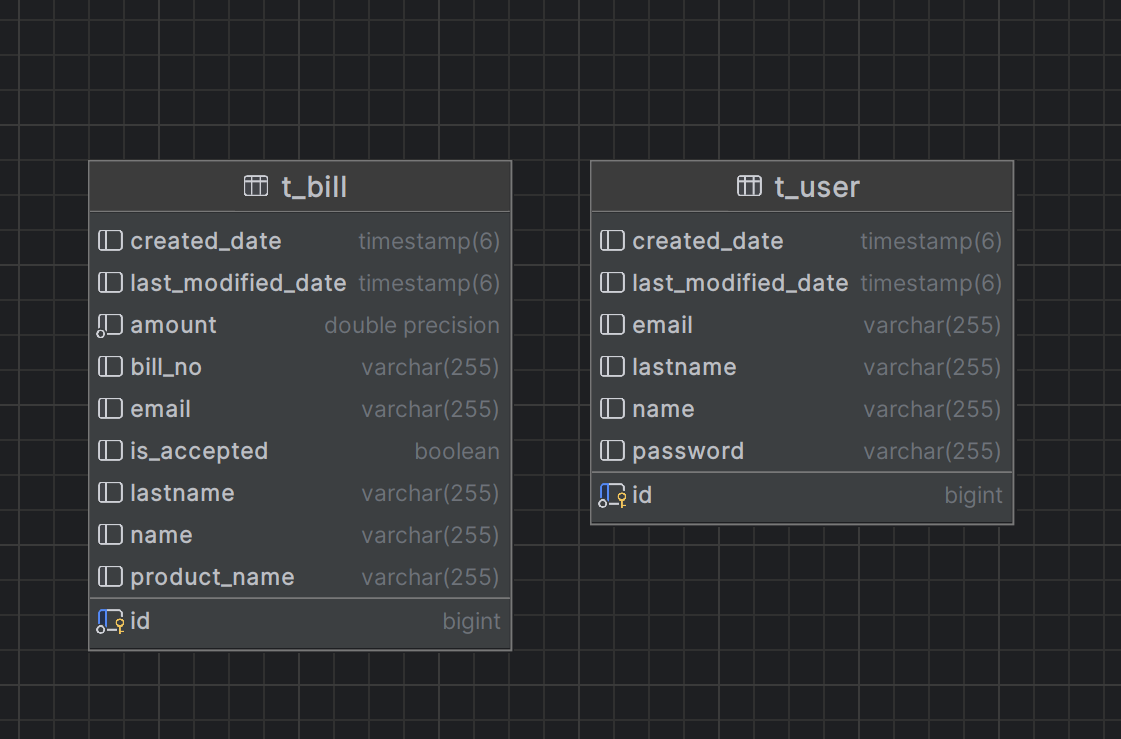 t_bill
created_date timestamp(6)
last_modified_date timestamp(6)
amount double precision
bill_no varchar(255)
email varchar(255)
is_accepted boolean
lastname varchar(255)
name varchar(255)
product_name varchar(255)
id bigint
t_user
created_date timestamp(6)
last_modified_date timestamp(6)
email varchar(255)
lastname varchar(255)
name varchar(255)
password varchar(255)
id bigint